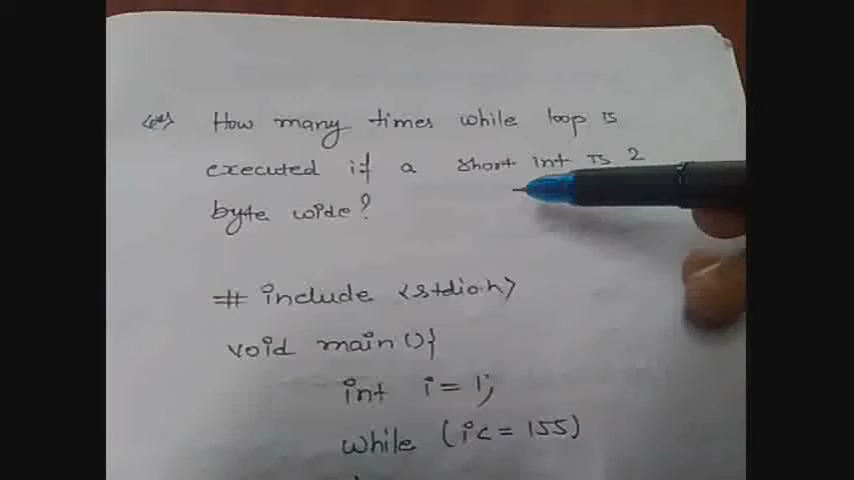 How many times while loop is
executed if a short int is 2
byte wide?
# include <stdio.h>
void main(){
int i = 1;
while (i<= 155)